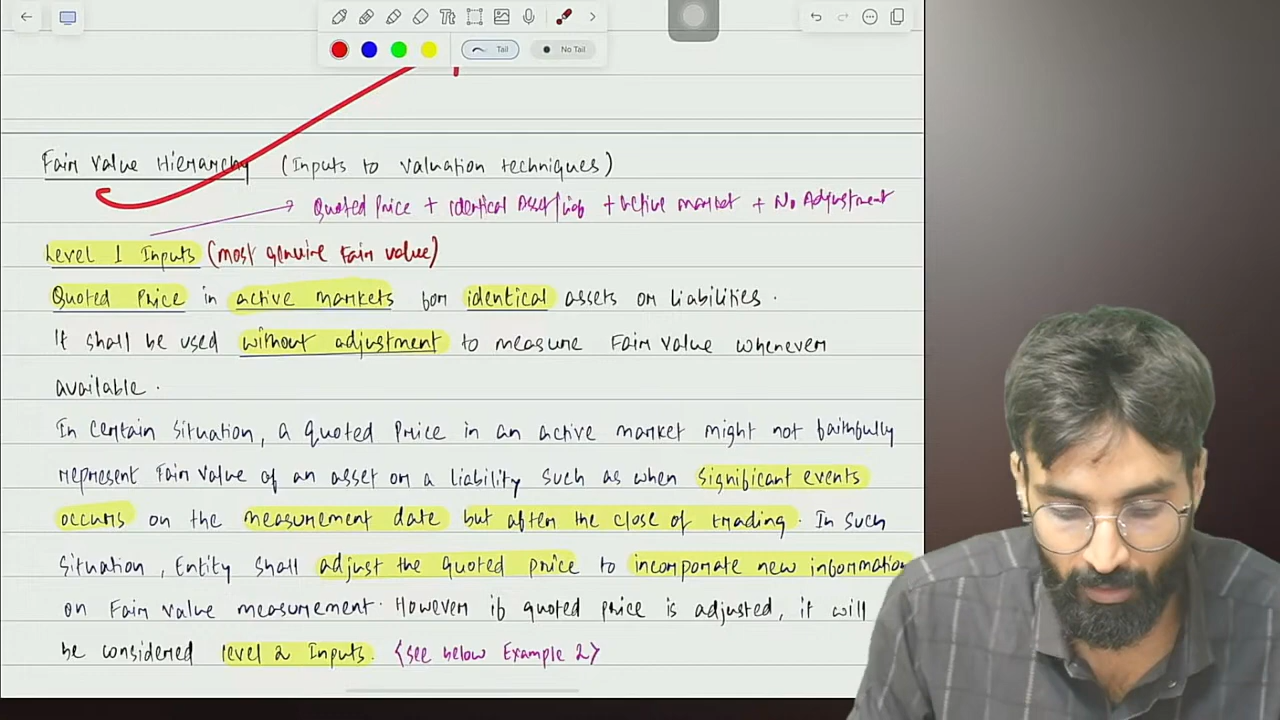 Tail
No Tail
Fair Value Hierarchy (Inputs to valuation techniques)
Quoted Price + identical Asset/liab + active market + No Adjustment
Level 1 Inputs (most genuine Fair value)
Quoted Price in active markets for identical assets or liabilities.
It shall be used without adjustment to measure Fair value whenever
available.
In certain situation, a quoted price in an active market might not faithfully
represent Fair value of an asset or a liability such as when significant events
occurs on the measurement date but after the close of trading. In such
situation, Entity shall adjust the quoted price to incorporate new information
on Fair value measurement. However if quoted price is adjusted, it will
be considered level 2 Inputs. <see below Example 2>